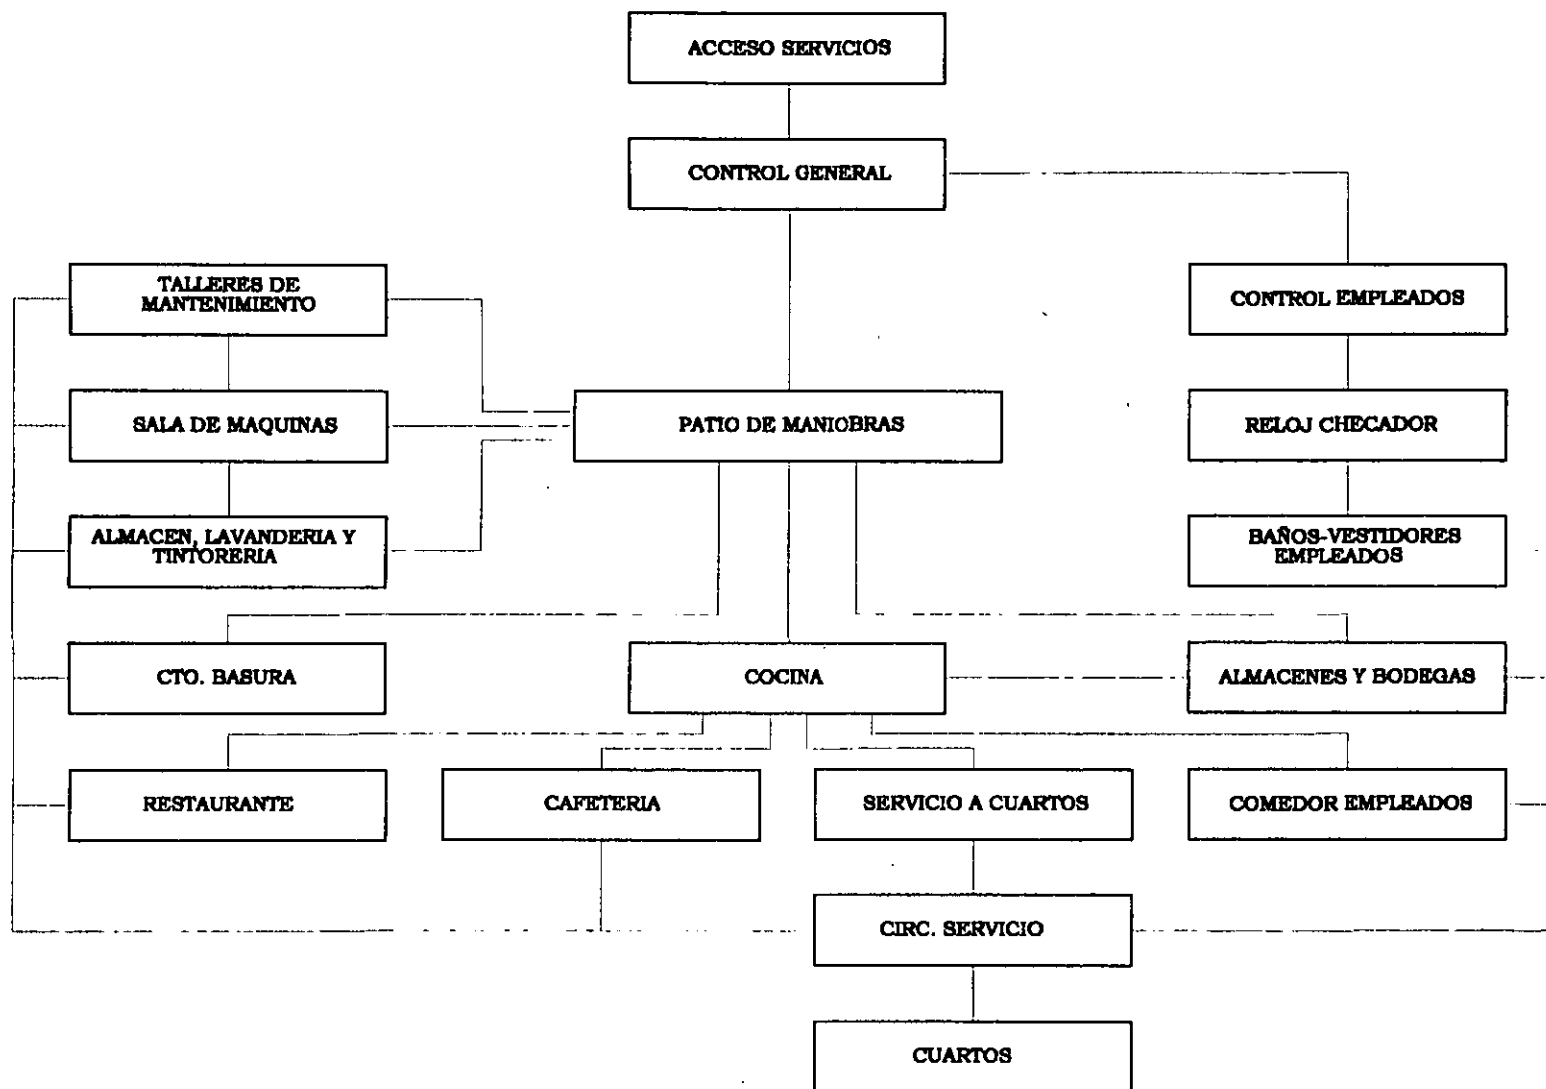 ACCESO SERVICIOS
CONTROL GENERAL
TALLERES DE
MANTENIMIENTO
CONTROL EMPLEADOS
SALA DE MAQUINAS
PATIO DE MANIOBRAS
RELOJ CHECADOR
ALMACEN, LAVANDERIA Y
TINTORERIA
BAÑOS-VESTIDORES
EMPLEADOS
CTO. BASURA
COCINA
ALMACENES Y BODEGAS
RESTAURANTE
CAFETERIA
SERVICIO A CUARTOS
COMEDOR EMPLEADOS
CIRC. SERVICIO
CUARTOS